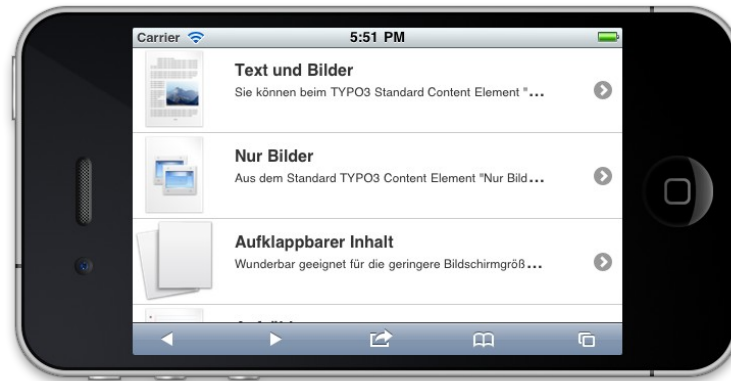 Carrier 5:51 PM
Text und Bilder
Sie können beim TYPO3 Standard Content Element "...
Nur Bilder
Aus dem Standard TYPO3 Content Element "Nur Bild...
Aufklappbarer Inhalt
Wunderbar geeignet für die geringere Bildschirmgröß...